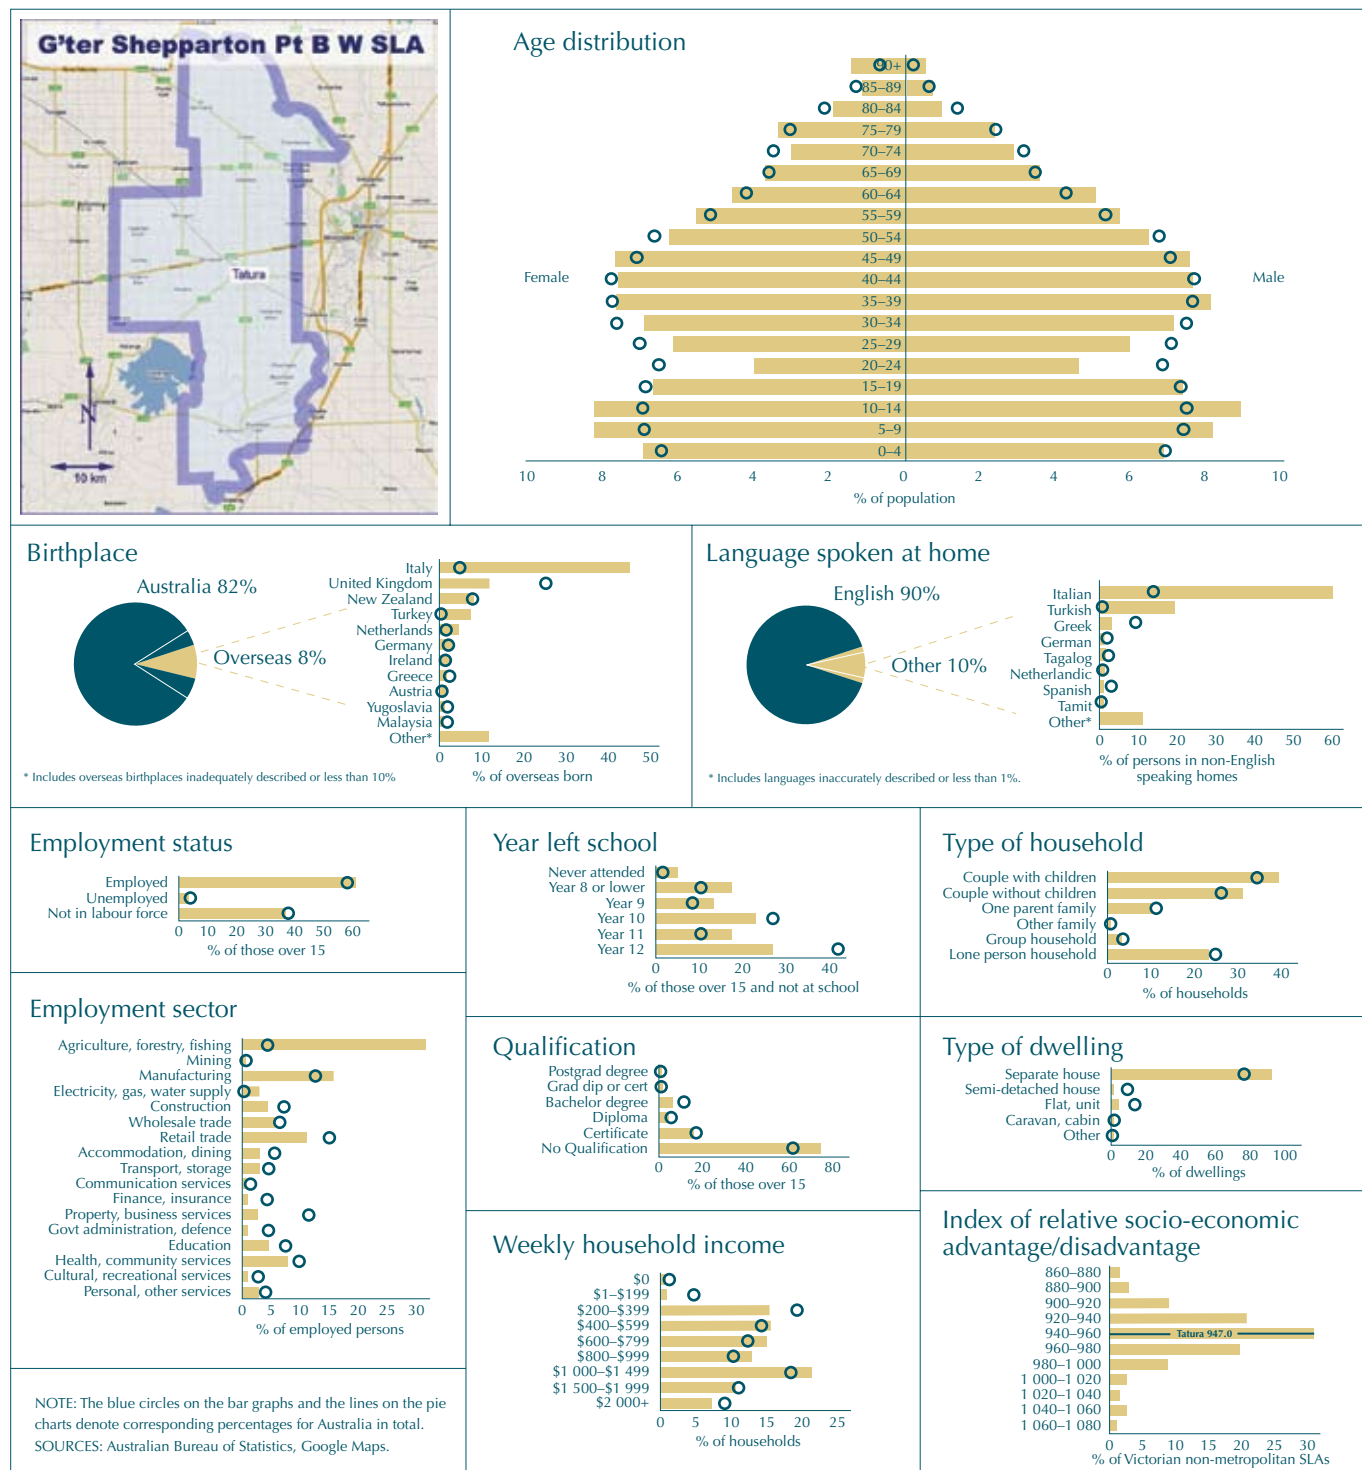 G'ter Shepparton Pt B W SLA
Tatura
N
10 km
Age distribution
90+
85–89
80–84
75–79
70–74
65–69
60–64
55–59
50–54
45–49
Female
40–44
Male
35–39
30–34
25–29
20–24
15–19
10–14
5–9
0–4
10 8 6 4 2 0 2 4 6 8 10
% of population
Birthplace
Australia 82%
Overseas 8%
Italy
United Kingdom
New Zealand
Turkey
Netherlands
Germany
Ireland
Greece
Austria
Yugoslavia
Malaysia
Other*
0 10 20 30 40 50
% of overseas born
* Includes overseas birthplaces inadequately described or less than 10%
Language spoken at home
English 90%
Other 10%
Italian
Turkish
Greek
German
Tagalog
Netherlandic
Spanish
Tamit
Other*
0 10 20 30 40 50 60
% of persons in non-English
speaking homes
* Includes languages inaccurately described or less than 1%.
Employment status
Employed
Unemployed
Not in labour force
0 10 20 30 40 50 60
% of those over 15
Employment sector
Agriculture, forestry, fishing
Mining
Manufacturing
Electricity, gas, water supply
Construction
Wholesale trade
Retail trade
Accommodation, dining
Transport, storage
Communication services
Finance, insurance
Property, business services
Govt administration, defence
Education
Health, community services
Cultural, recreational services
Personal, other services
0 5 10 15 20 25 30
% of employed persons
NOTE: The blue circles on the bar graphs and the lines on the pie
charts denote corresponding percentages for Australia in total.
SOURCES: Australian Bureau of Statistics, Google Maps.
Year left school
Never attended
Year 8 or lower
Year 9
Year 10
Year 11
Year 12
0 10 20 30 40
% of those over 15 and not at school
Qualification
Postgrad degree
Grad dip or cert
Bachelor degree
Diploma
Certificate
No Qualification
0 20 40 60 80
% of those over 15
Weekly household income
$0
$1–$199
$200–$399
$400–$599
$600–$799
$800–$999
$1 000–$1 499
$1 500–$1 999
$2 000+
0 5 10 15 20 25
% of households
Type of household
Couple with children
Couple without children
One parent family
Other family
Group household
Lone person household
0 10 20 30 40
% of households
Type of dwelling
Separate house
Semi-detached house
Flat, unit
Caravan, cabin
Other
0 20 40 60 80 100
% of dwellings
Index of relative socio-economic
advantage/disadvantage
860–880
880–900
900–920
920–940
940–960 Tatura 947.0
960–980
980–1 000
1 000–1 020
1 020–1 040
1 040–1 060
1 060–1 080
0 5 10 15 20 25 30
% of Victorian non-metropolitan SLAs